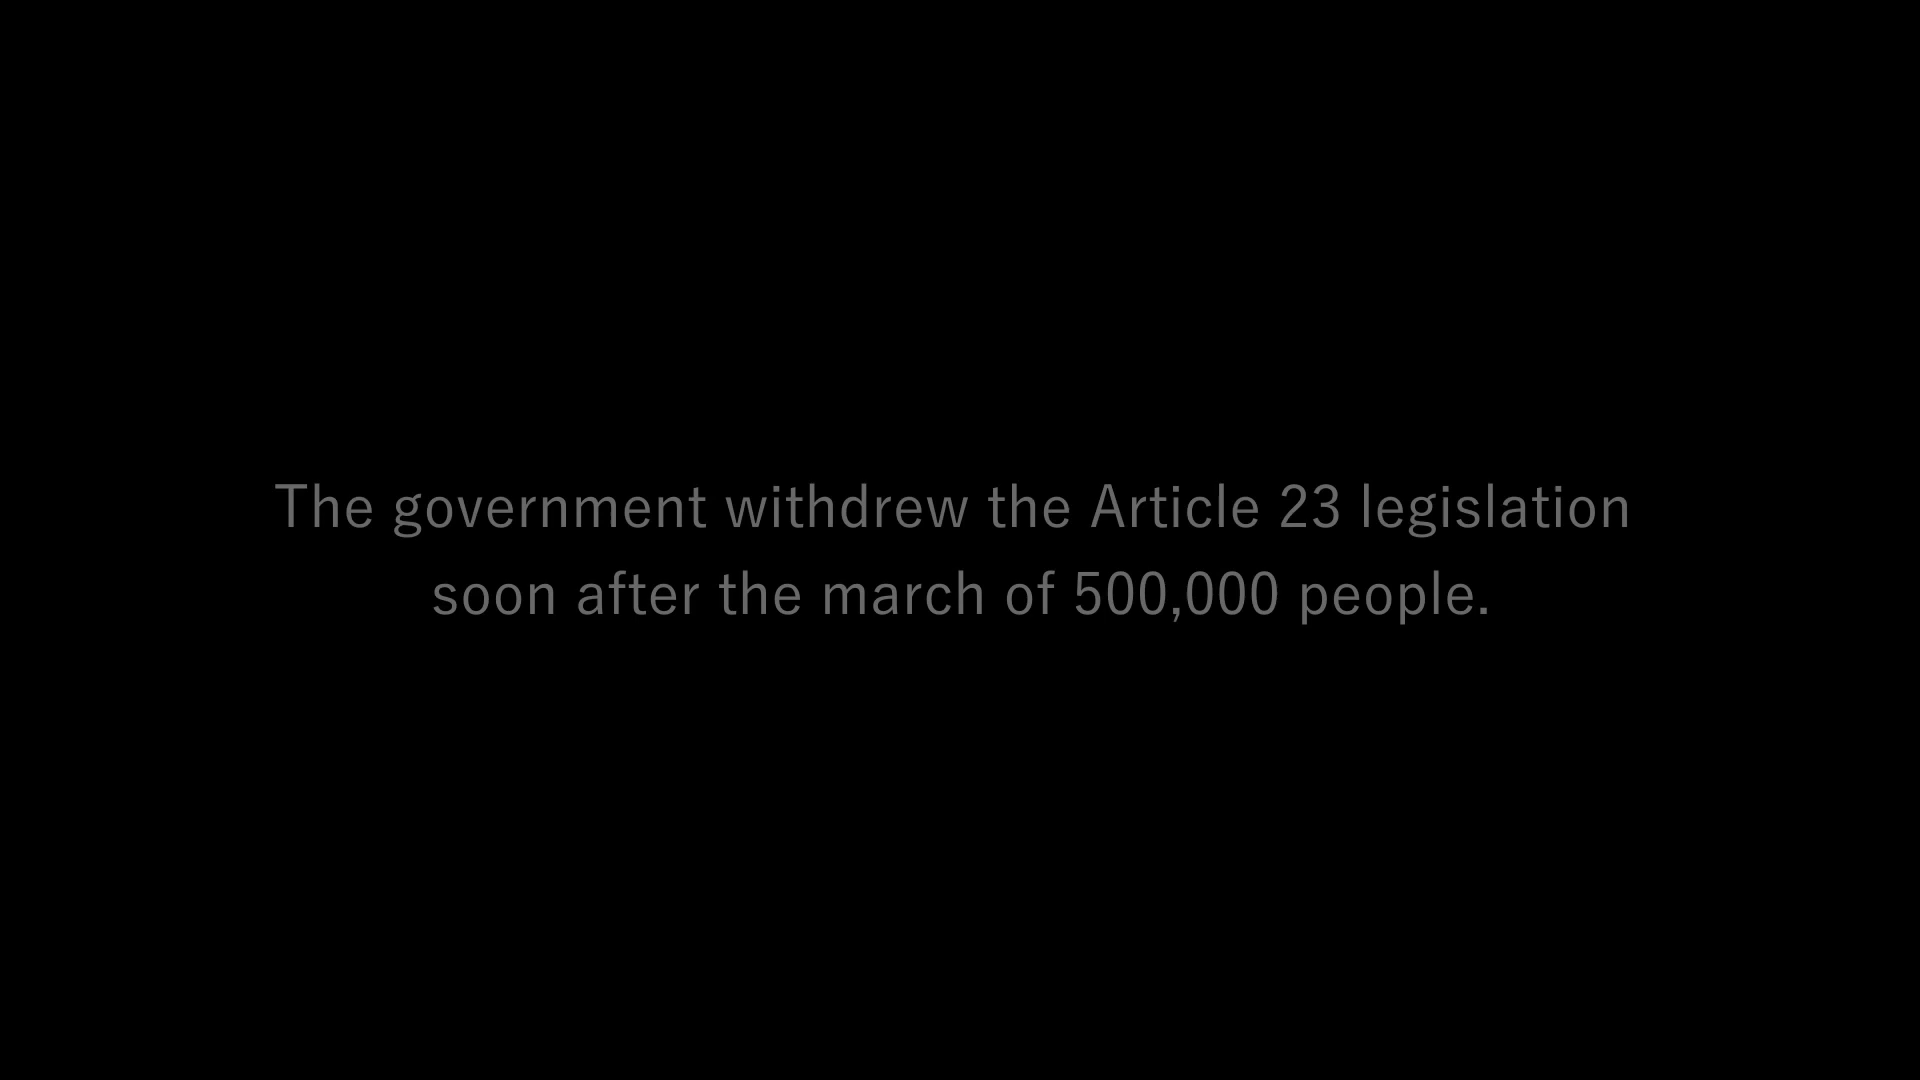 The government withdrew the Article 23 legislation
soon after the march of 500,000 people.